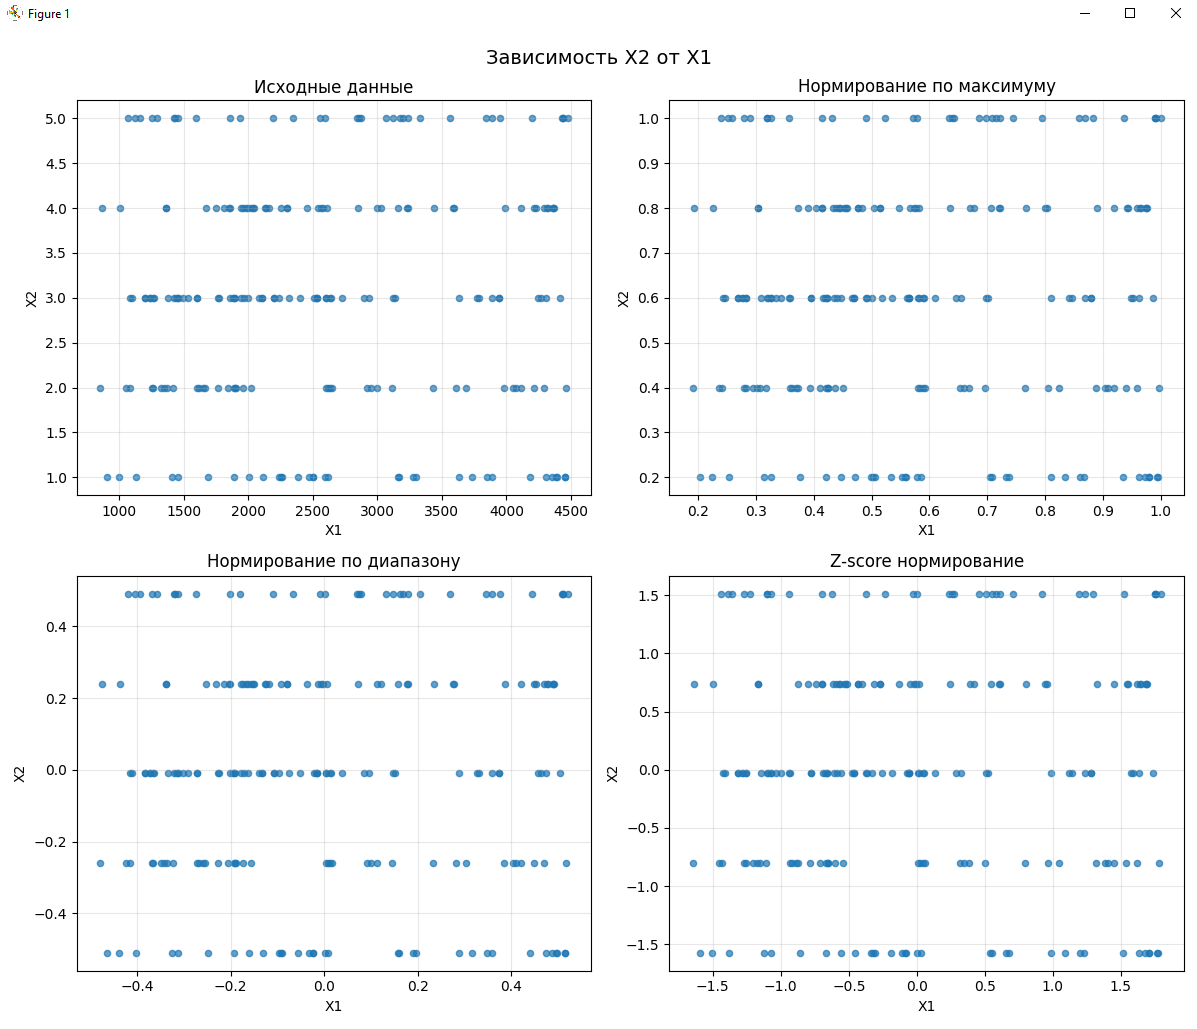 Figure 1
Зависимость X2 от X1
Исходные данные
5.0
4.5
4.0
3.5
3.0
2.5
2.0
1.5
1.0
X2
1000 1500 2000 2500 3000 3500 4000 4500
X1
Нормирование по максимуму
1.0
0.9
0.8
0.7
0.6
0.5
0.4
0.3
0.2
X2
0.2 0.3 0.4 0.5 0.6 0.7 0.8 0.9 1.0
X1
Нормирование по диапазону
0.4
0.2
0.0
−0.2
−0.4
X2
−0.4 −0.2 0.0 0.2 0.4
X1
Z-score нормирование
1.5
1.0
0.5
0.0
−0.5
−1.0
−1.5
X2
−1.5 −1.0 −0.5 0.0 0.5 1.0 1.5
X1